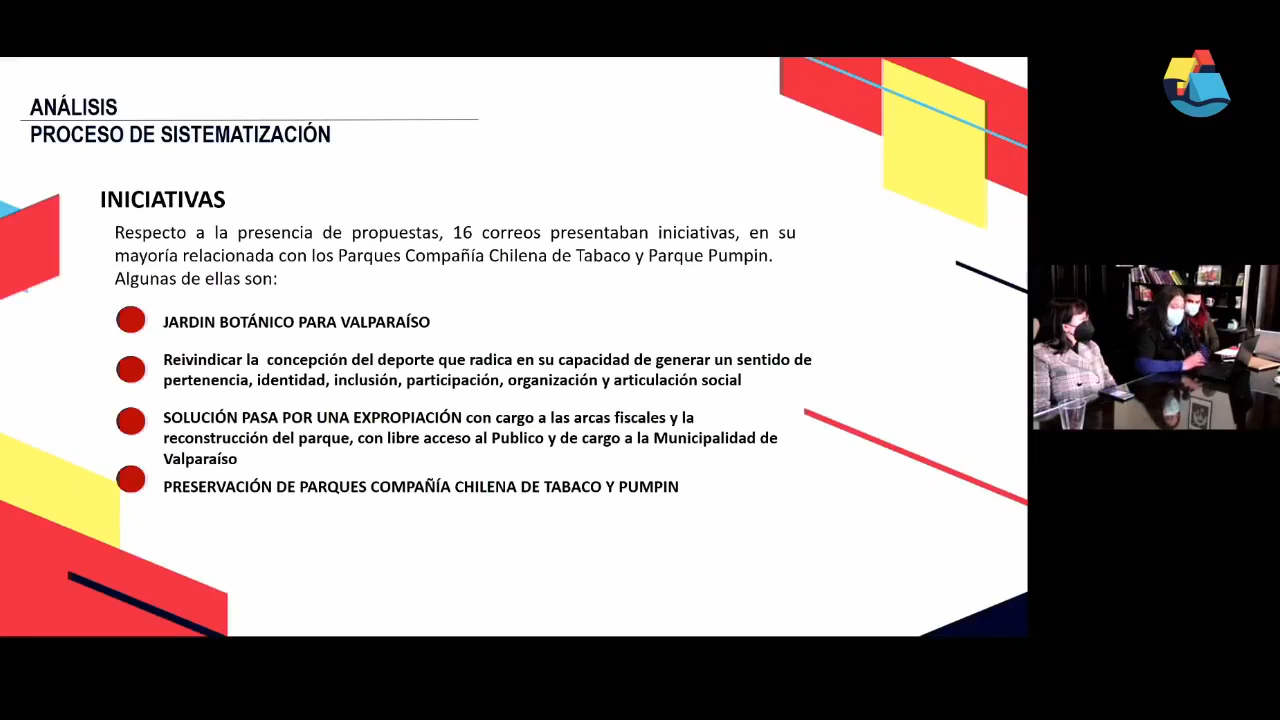 ANÁLISIS
PROCESO DE SISTEMATIZACIÓN
INICIATIVAS
Respecto a la presencia de propuestas, 16 correos presentaban iniciativas, en su
mayoría relacionada con los Parques Compañía Chilena de Tabaco y Parque Pumpin.
Algunas de ellas son:
JARDIN BOTÁNICO PARA VALPARAÍSO
Reivindicar la concepción del deporte que radica en su capacidad de generar un sentido de
pertenencia, identidad, inclusión, participación, organización y articulación social
SOLUCIÓN PASA POR UNA EXPROPIACIÓN con cargo a las arcas fiscales y la
reconstrucción del parque, con libre acceso al Publico y de cargo a la Municipalidad de
Valparaíso
PRESERVACIÓN DE PARQUES COMPAÑÍA CHILENA DE TABACO Y PUMPIN